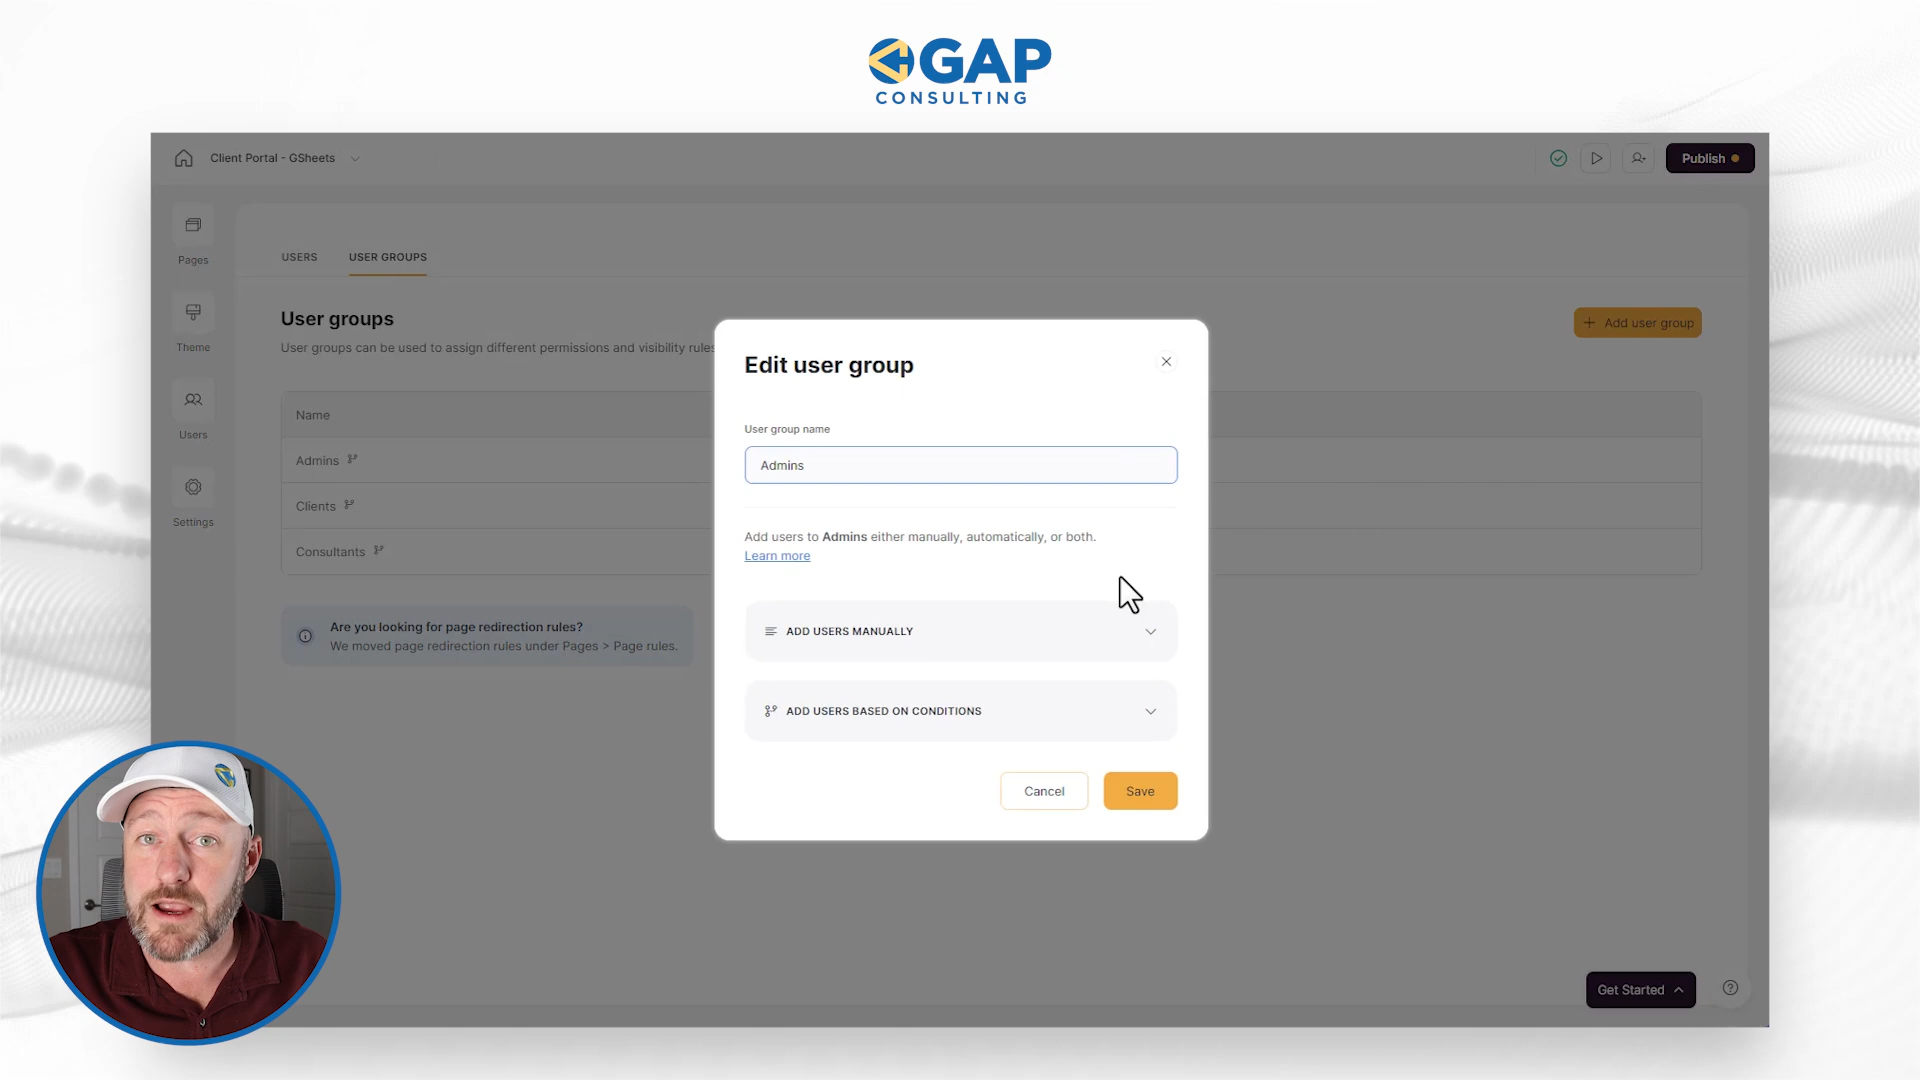 GAP
CONSULTING
Client Portal - GSheets
Publish
Pages
Theme
Users
Settings
USERS
USER GROUPS
User groups
User groups can be used to assign different permissions and visibility rules
Add user group
Name
Admins
Clients
Consultants
Are you looking for page redirection rules?
We moved page redirection rules under Pages > Page rules.
Edit user group
User group name
Admins
Add users to Admins either manually, automatically, or both.
Learn more
ADD USERS MANUALLY
ADD USERS BASED ON CONDITIONS
Cancel
Save
Get Started